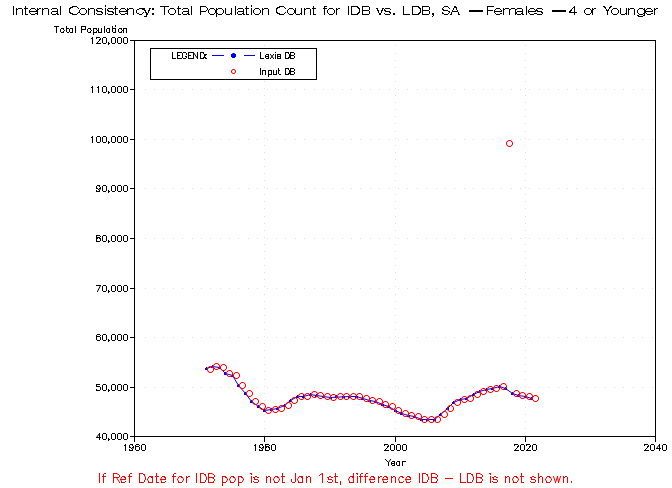 Internal Consistency: Total Population Count for IDB vs. LDB, SA — Females — 4 or Younger
Total Population
120,000
110,000
100,000
90,000
80,000
70,000
60,000
50,000
40,000
LEGEND: Lexis DB
Input DB
1960 1980 2000 2020 2040
Year
If Ref Date for IDB pop is not Jan 1st, difference IDB – LDB is not shown.